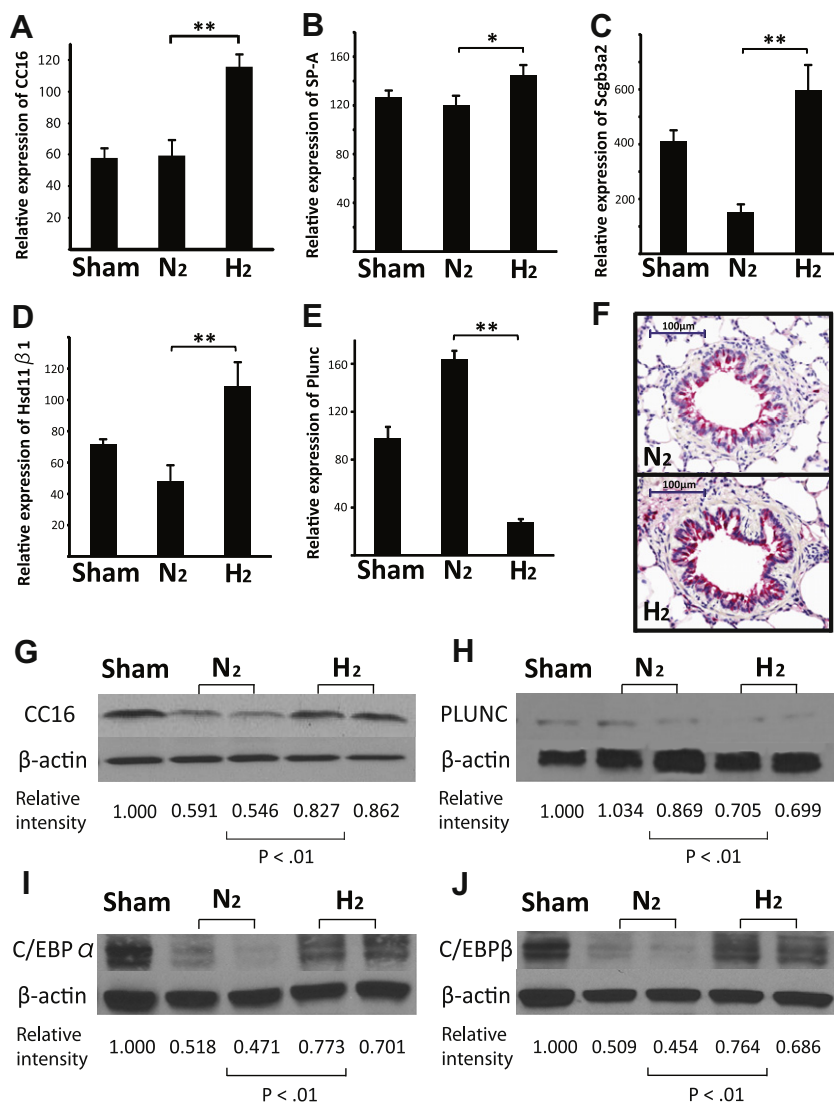 A
Relative expression of CC16
120
100
80
60
40
20
**
Sham N2 H2
B
Relative expression of SP-A
160
120
80
40
*
Sham N2 H2
C
Relative expression of Scgb3a2
600
400
200
**
Sham N2 H2
D
Relative expression of Hsd11β1
120
100
80
60
40
20
**
Sham N2 H2
E
Relative expression of Plunc
160
120
80
40
**
Sham N2 H2
F
100μm
N2
100μm
H2
G
Sham N2 H2
CC16
β-actin
Relative intensity 1.000 0.591 0.546 0.827 0.862
P < .01
H
Sham N2 H2
PLUNC
β-actin
Relative intensity 1.000 1.034 0.869 0.705 0.699
P < .01
I
Sham N2 H2
C/EBP α
β-actin
Relative intensity 1.000 0.518 0.471 0.773 0.701
P < .01
J
Sham N2 H2
C/EBPβ
β-actin
Relative intensity 1.000 0.509 0.454 0.764 0.686
P < .01